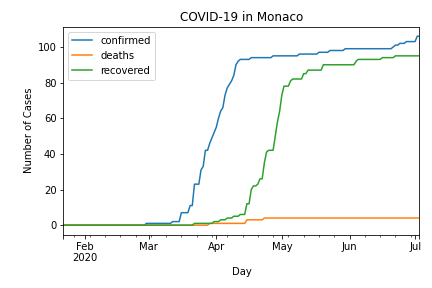 COVID-19 in Monaco
confirmed
deaths
recovered
Number of Cases
100
80
60
40
20
0
Feb
2020
Mar
Apr
May
Jun
Jul
Day